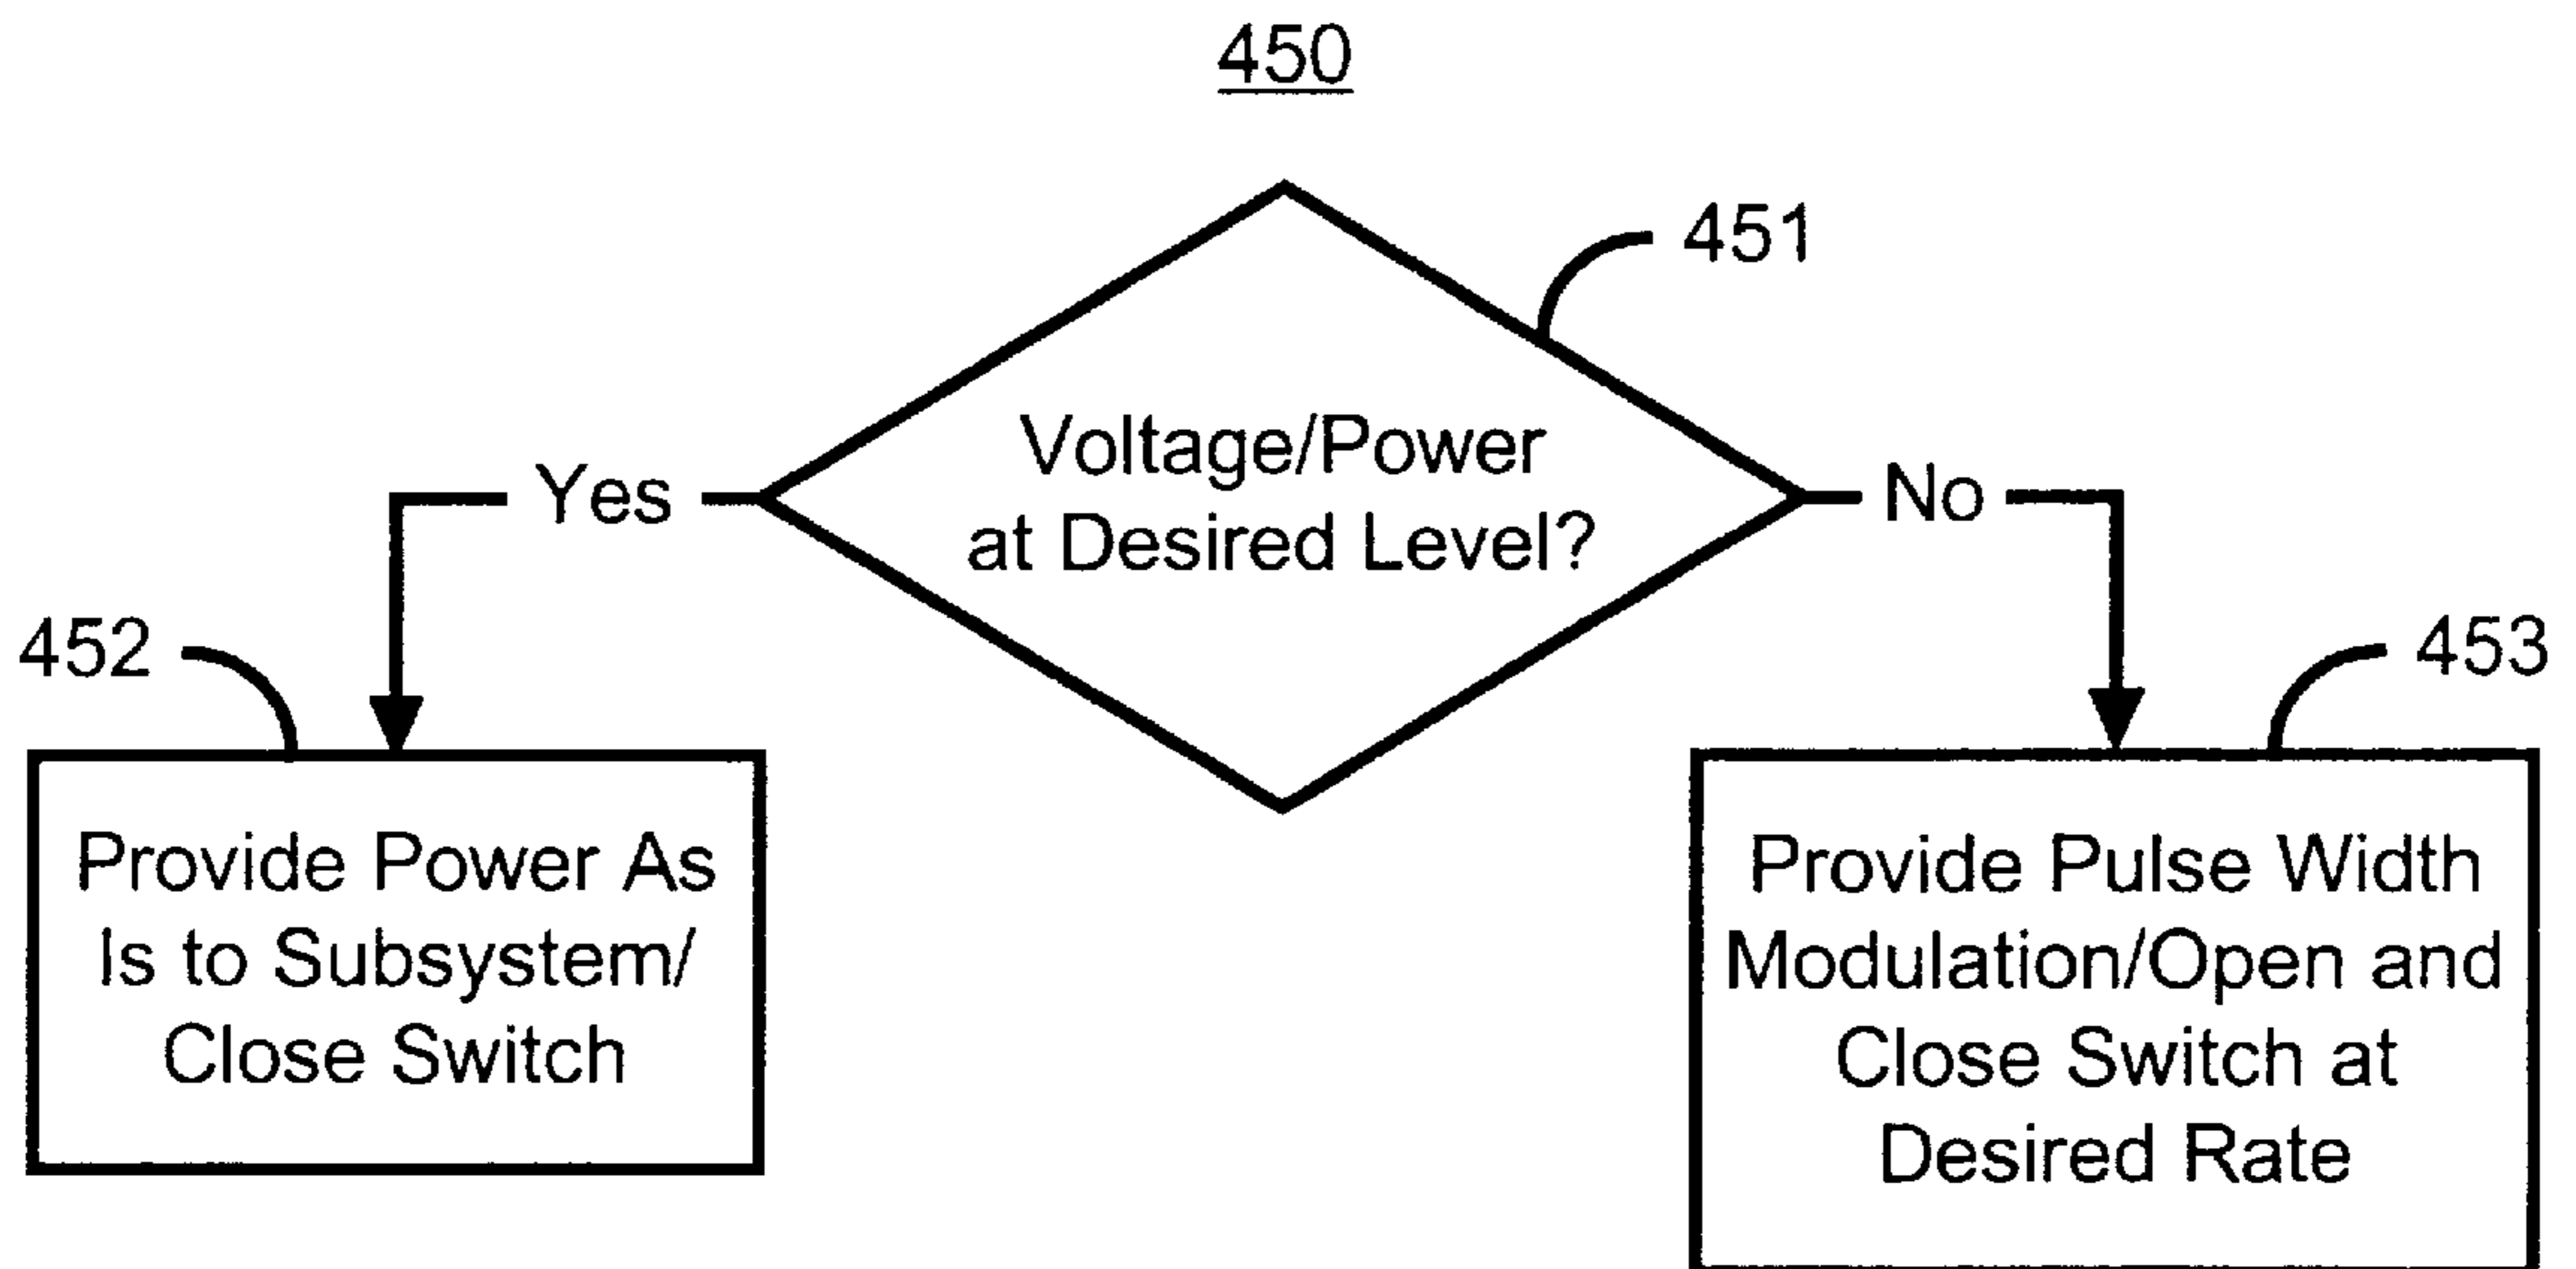 450
451
Voltage/Power
at Desired Level?
Yes
No
452
453
Provide Power As
Is to Subsystem/
Close Switch
Provide Pulse Width
Modulation/Open and
Close Switch at
Desired Rate